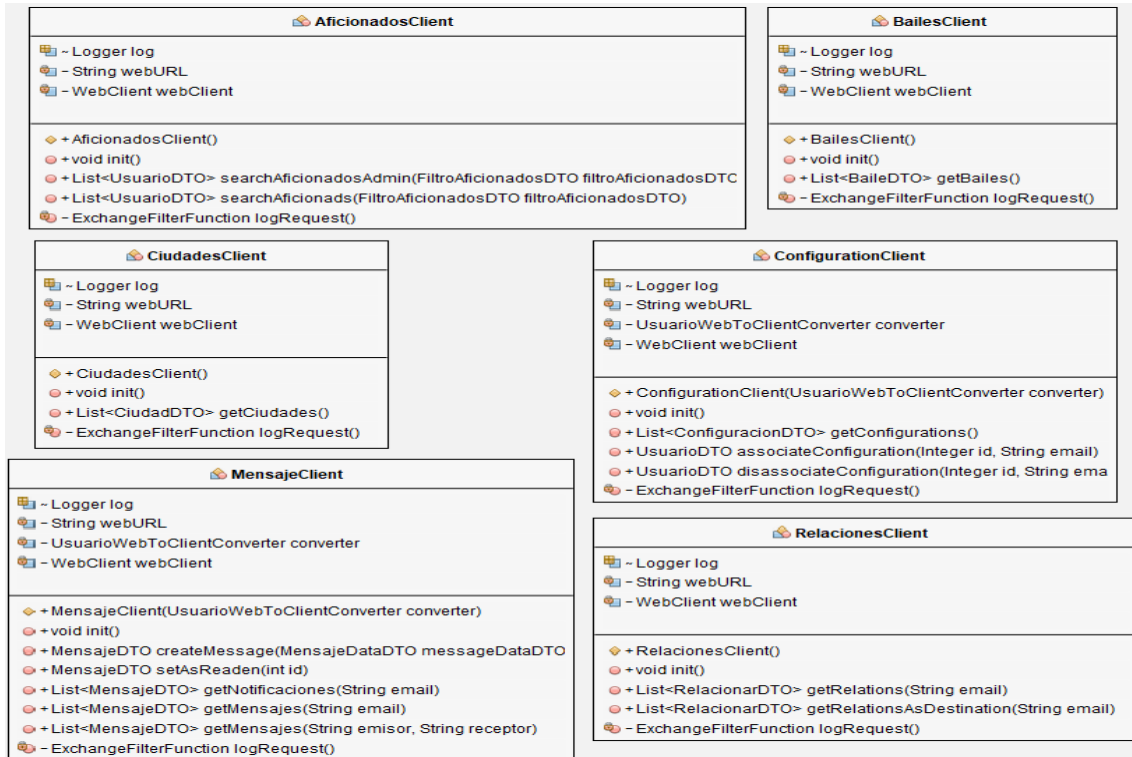 AficionadosClient
~ Logger log
- String webURL
- WebClient webClient
+ AficionadosClient()
+ void init()
+ List<UsuarioDTO> searchAficionadosAdmin(FiltroAficionadosDTO filtroAficionadosDTO
+ List<UsuarioDTO> searchAficionads(FiltroAficionadosDTO filtroAficionadosDTO)
- ExchangeFilterFunction logRequest()
BailesClient
~ Logger log
- String webURL
- WebClient webClient
+ BailesClient()
+ void init()
+ List<BaileDTO> getBailes()
- ExchangeFilterFunction logRequest()
CiudadesClient
~ Logger log
- String webURL
- WebClient webClient
+ CiudadesClient()
+ void init()
+ List<CiudadDTO> getCiudades()
- ExchangeFilterFunction logRequest()
ConfigurationClient
~ Logger log
- String webURL
- UsuarioWebToClientConverter converter
- WebClient webClient
+ ConfigurationClient(UsuarioWebToClientConverter converter)
+ void init()
+ List<ConfiguracionDTO> getConfigurations()
+ UsuarioDTO associateConfiguration(Integer id, String email)
+ UsuarioDTO disassociateConfiguration(Integer id, String ema
- ExchangeFilterFunction logRequest()
MensajeClient
~ Logger log
- String webURL
- UsuarioWebToClientConverter converter
- WebClient webClient
+ MensajeClient(UsuarioWebToClientConverter converter)
+ void init()
+ MensajeDTO createMessage(MensajeDataDTO messageDataDTO
+ MensajeDTO setAsReaden(int id)
+ List<MensajeDTO> getNotificaciones(String email)
+ List<MensajeDTO> getMensajes(String email)
+ List<MensajeDTO> getMensajes(String emisor, String receptor)
- ExchangeFilterFunction logRequest()
RelacionesClient
~ Logger log
- String webURL
- WebClient webClient
+ RelacionesClient()
+ void init()
+ List<RelacionarDTO> getRelations(String email)
+ List<RelacionarDTO> getRelationsAsDestination(String email)
- ExchangeFilterFunction logRequest()